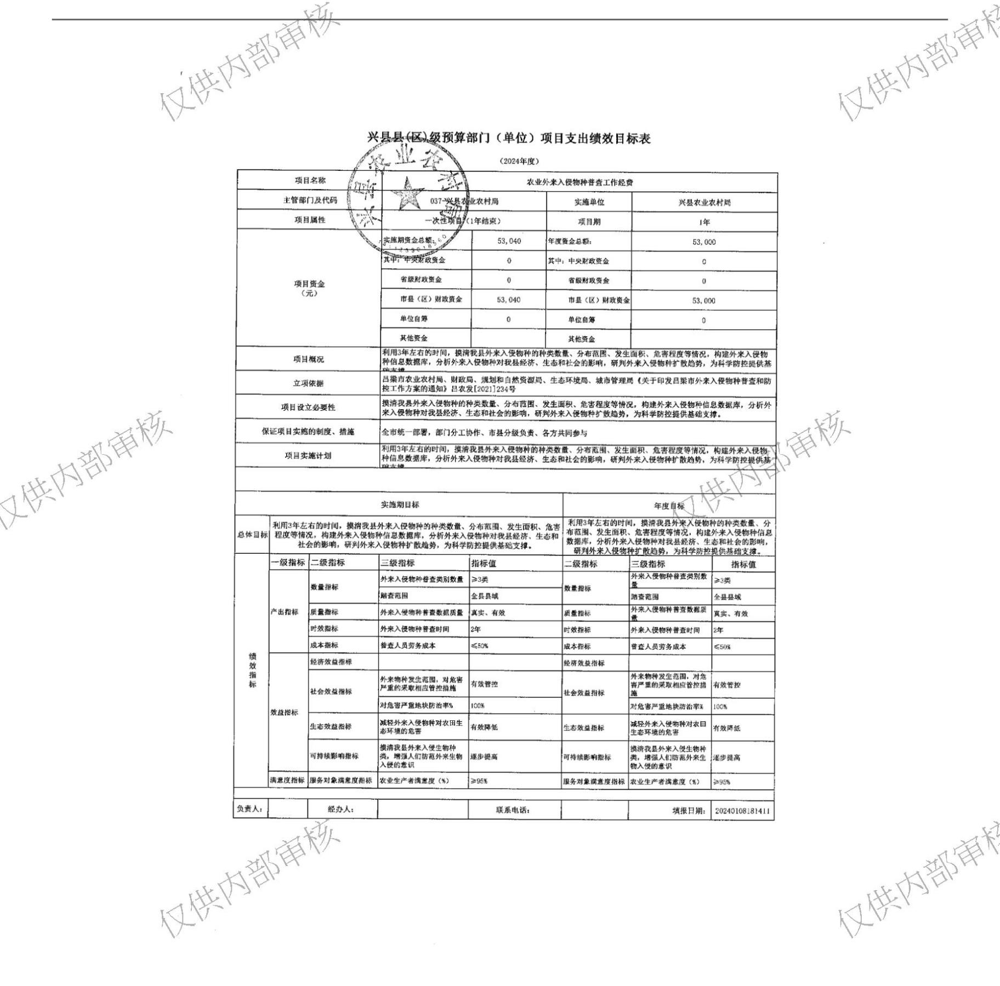 兴县县(区)级预算部门（单位）项目支出绩效目标表
（2024年度）
项目名称 农业外来入侵物种普查工作经费
主管部门及代码 037-兴县农业农村局 实施单位 兴县农业农村局
项目属性 一次性项目（1年结束） 项目期 1年
项目资金
（元）
实施期资金总额: 53,040 年度资金总额: 53,000
其中: 中央财政资金 0 其中: 中央财政资金 0
省级财政资金 0 省级财政资金 0
市县（区）财政资金 53,040 市县（区）财政资金 53,000
单位自筹 0 单位自筹 0
其他资金 其他资金
项目概况
利用3年左右的时间，摸清我县外来入侵物种的种类数量、分布范围、发生面积、危害程度等情况，构建外来入侵物
种信息数据库，分析外来入侵物种对我县经济、生态和社会的影响，研判外来入侵物种扩散趋势，为科学防控提供基
础支撑
立项依据
吕梁市农业农村局、财政局、规划和自然资源局、生态环境局、城市管理局《关于印发吕梁市外来入侵物种普查和防
控工作方案的通知》吕农发[2021]234号
项目设立必要性
摸清我县外来入侵物种的种类数量、分布范围、发生面积、危害程度等情况，构建外来入侵物种信息数据库，分析外
来入侵物种对我县经济、生态和社会的影响，研判外来入侵物种扩散趋势，为科学防控提供基础支撑。
保证项目实施的制度、措施 全市统一部署，部门分工协作、市县分级负责、各方共同参与
项目实施计划
利用3年左右的时间，摸清我县外来入侵物种的种类数量、分布范围、发生面积、危害程度等情况，构建外来入侵物
种信息数据库，分析外来入侵物种对我县经济、生态和社会的影响，研判外来入侵物种扩散趋势，为科学防控提供基
础支撑
实施期目标 年度目标
总体目标
利用3年左右的时间，摸清我县外来入侵物种的种类数量、分布范围、发生面积、危害
程度等情况，构建外来入侵物种信息数据库，分析外来入侵物种对我县经济、生态和
社会的影响，研判外来入侵物种扩散趋势，为科学防控提供基础支撑。
利用3年左右的时间，摸清我县外来入侵物种的种类数量、分
布范围、发生面积、危害程度等情况，构建外来入侵物种信息
数据库，分析外来入侵物种对我县经济、生态和社会的影响，
研判外来入侵物种扩散趋势，为科学防控提供基础支撑。
绩效指标
一级指标 二级指标 三级指标 指标值 二级指标 三级指标 指标值
产出指标
数量指标 外来入侵物种普查类别数量 ≥3类 数量指标 外来入侵物种普查类别数量 ≥3类
踏查范围 全县县域 踏查范围 全县县域
质量指标 外来入侵物种普查数据质量 真实、有效 质量指标 外来入侵物种普查数据质量 真实、有效
时效指标 外来入侵物种普查时间 2年 时效指标 外来入侵物种普查时间 2年
成本指标 普查人员劳务成本 ≤50% 成本指标 普查人员劳务成本 ≤50%
效益指标
经济效益指标 经济效益指标
社会效益指标 外来物种发生范围，对危害严重的采取相应管控措施 有效管控 社会效益指标 外来物种发生范围，对危害严重的采取相应管控措施 有效管控
对危害严重地块防治率% 100% 对危害严重地块防治率% 100%
生态效益指标 减轻外来入侵物种对农田生态环境的危害 有效降低 生态效益指标 减轻外来入侵物种对农田生态环境的危害 有效降低
可持续影响指标 摸清我县外来入侵生物种类，增强人们防范外来生物入侵的意识 逐步提高 可持续影响指标 摸清我县外来入侵生物种类，增强人们防范外来生物入侵的意识 逐步提高
满意度指标 服务对象满意度指标 农业生产者满意度（%） ≥95% 服务对象满意度指标 农业生产者满意度（%） ≥95%
负责人: 经办人: 联系电话: 填报日期: 20240108181411
兴县农业农村局
仅供内部审核
仅供内部审核
仅供内部审核
仅供内部审核
仅供内部审核
仅供内部审核